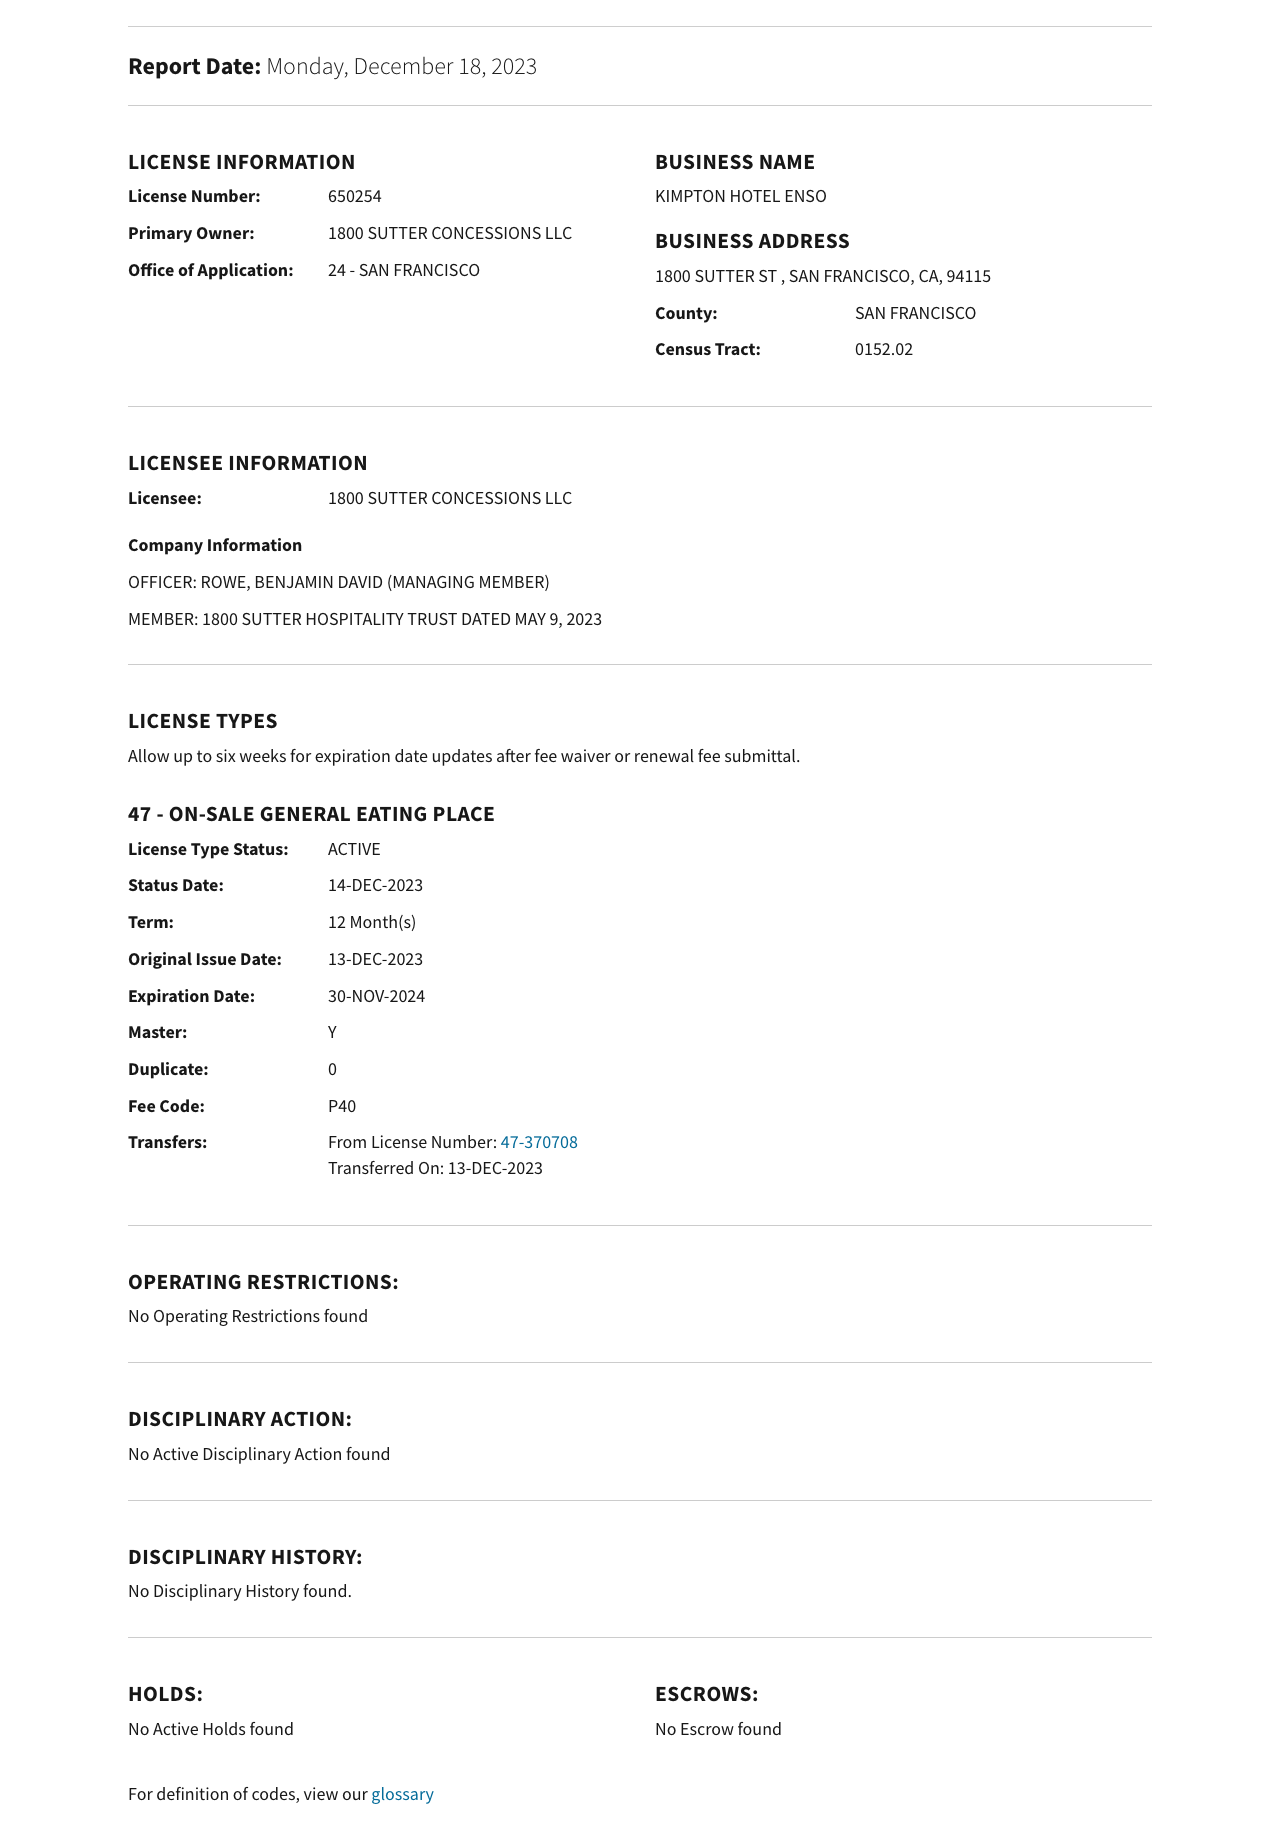 Report Date: Monday, December 18, 2023
LICENSE INFORMATION
License Number: 650254
Primary Owner: 1800 SUTTER CONCESSIONS LLC
Office of Application: 24 - SAN FRANCISCO
BUSINESS NAME
KIMPTON HOTEL ENSO
BUSINESS ADDRESS
1800 SUTTER ST , SAN FRANCISCO, CA, 94115
County: SAN FRANCISCO
Census Tract: 0152.02
LICENSEE INFORMATION
Licensee: 1800 SUTTER CONCESSIONS LLC
Company Information
OFFICER: ROWE, BENJAMIN DAVID (MANAGING MEMBER)
MEMBER: 1800 SUTTER HOSPITALITY TRUST DATED MAY 9, 2023
LICENSE TYPES
Allow up to six weeks for expiration date updates after fee waiver or renewal fee submittal.
47 - ON-SALE GENERAL EATING PLACE
License Type Status: ACTIVE
Status Date: 14-DEC-2023
Term: 12 Month(s)
Original Issue Date: 13-DEC-2023
Expiration Date: 30-NOV-2024
Master: Y
Duplicate: 0
Fee Code: P40
Transfers: From License Number: 47-370708
Transferred On: 13-DEC-2023
OPERATING RESTRICTIONS:
No Operating Restrictions found
DISCIPLINARY ACTION:
No Active Disciplinary Action found
DISCIPLINARY HISTORY:
No Disciplinary History found.
HOLDS:
No Active Holds found
ESCROWS:
No Escrow found
For definition of codes, view our glossary